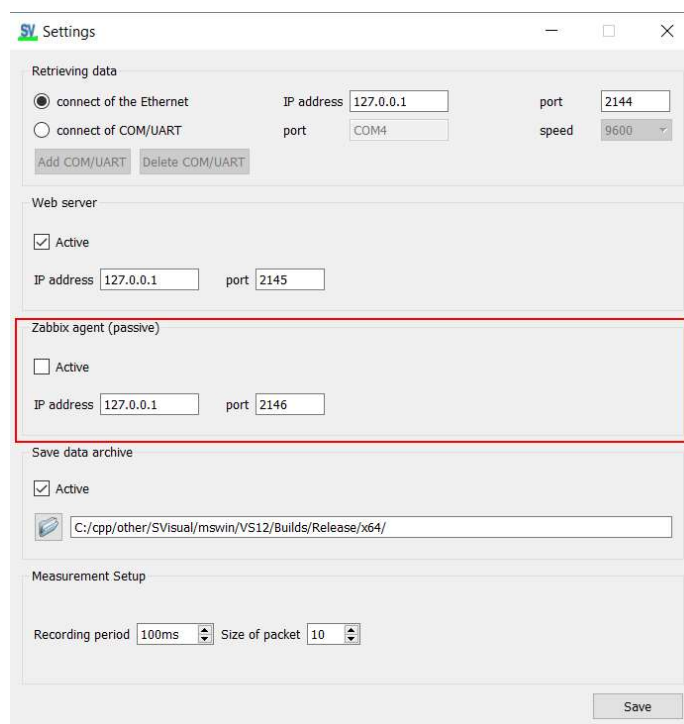 SV Settings
Retrieving data
connect of the Ethernet IP address 127.0.0.1 port 2144
connect of COM/UART port COM4 speed 9600
Add COM/UART Delete COM/UART
Web server
Active
IP address 127.0.0.1 port 2145
Zabbix agent (passive)
Active
IP address 127.0.0.1 port 2146
Save data archive
Active
C:/cpp/other/SVisual/mswin/VS12/Builds/Release/x64/
Measurement Setup
Recording period 100ms Size of packet 10
Save